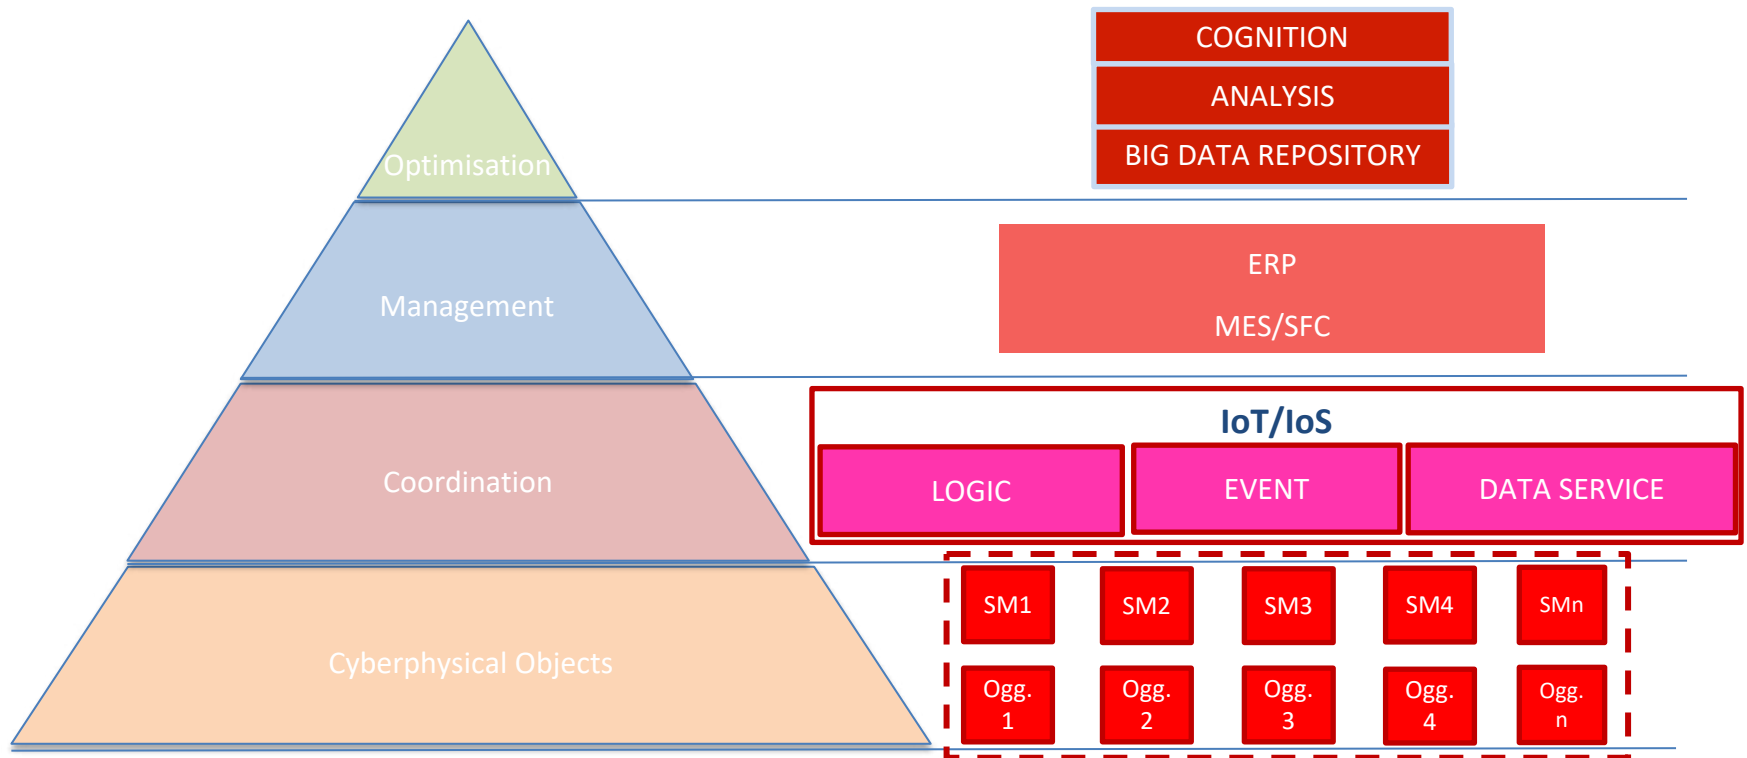 Optimisation
COGNITION
ANALYSIS
BIG DATA REPOSITORY
Management
ERP
MES/SFC
Coordination
IoT/IoS
LOGIC
EVENT
DATA SERVICE
Cyberphysical Objects
SM1
SM2
SM3
SM4
SMn
Ogg.
1
Ogg.
2
Ogg.
3
Ogg.
4
Ogg.
n